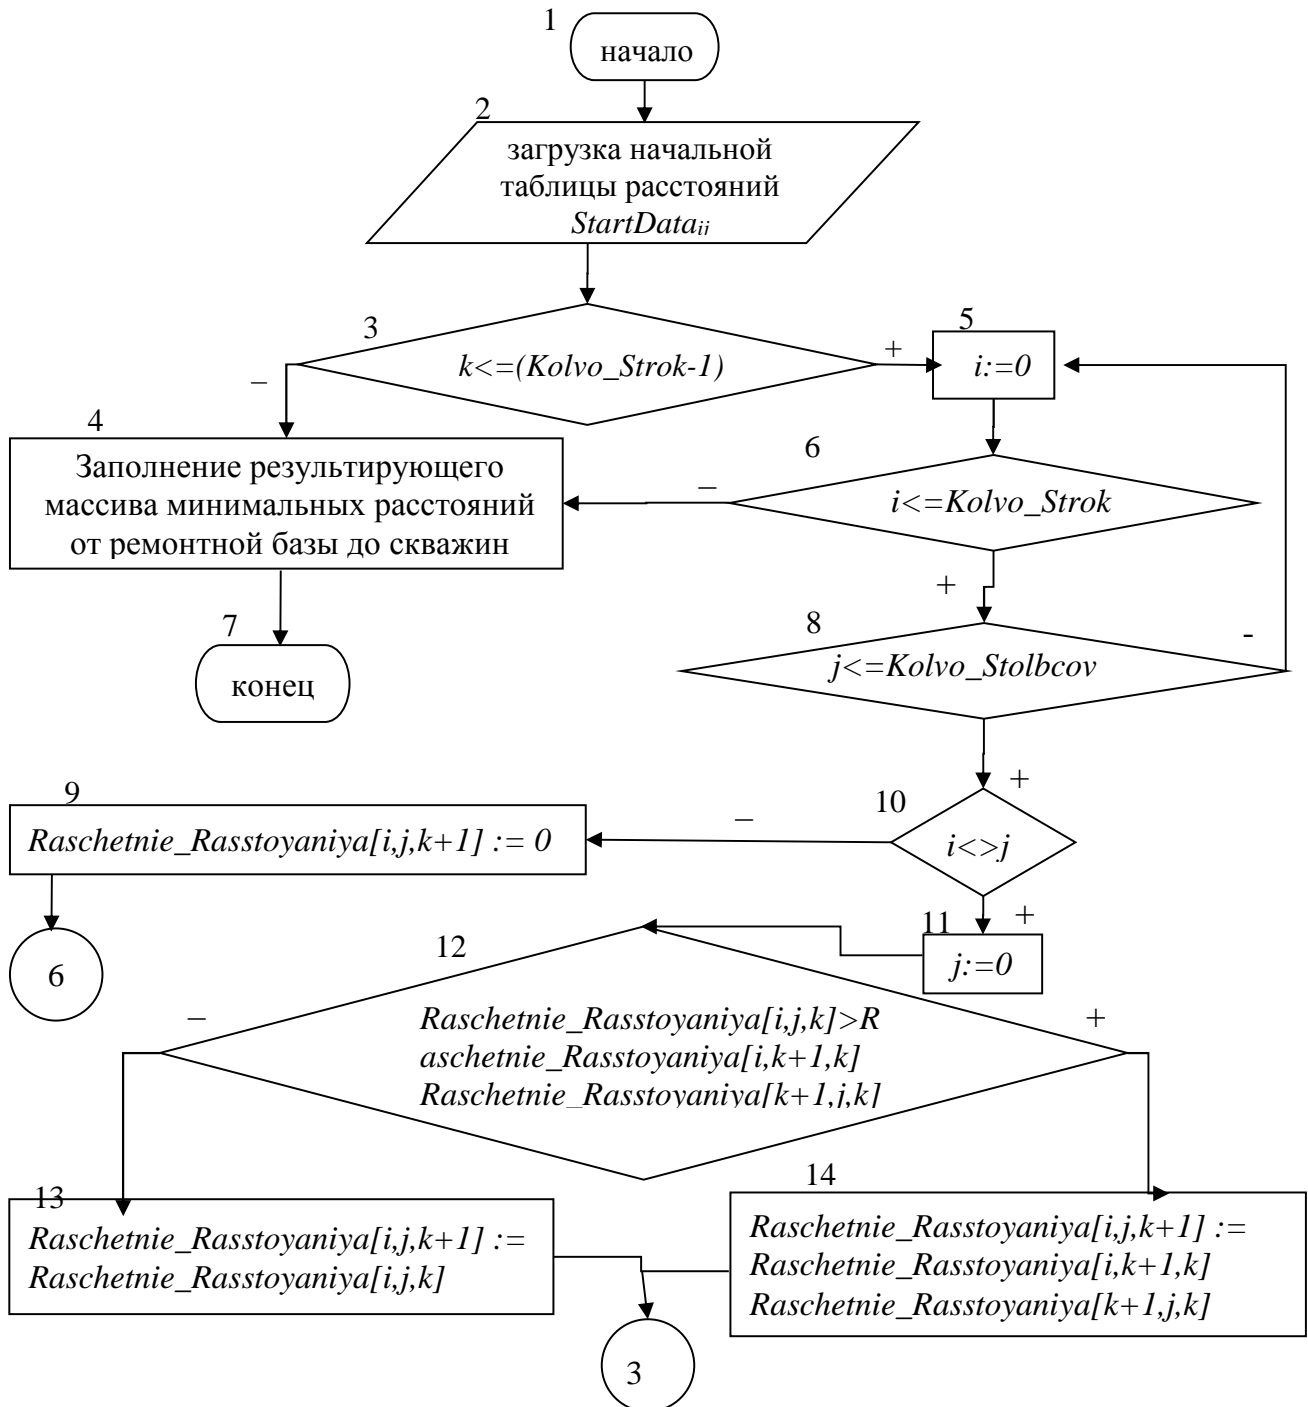 1
начало
2
загрузка начальной
таблицы расстояний
StartDataij
3
k<=(Kolvo_Strok-1)
+
–
5
i:=0
4
Заполнение результирующего
массива минимальных расстояний
от ремонтной базы до скважин
6
i<=Kolvo_Strok
–
+
7
конец
8
j<=Kolvo_Stolbcov
-
+
9
Raschetnie_Rasstoyaniya[i,j,k+1] := 0
–
10
i<>j
+
6
11
j:=0
12
Raschetnie_Rasstoyaniya[i,j,k]>R
aschetnie_Rasstoyaniya[i,k+1,k]
Raschetnie_Rasstoyaniya[k+1,j,k]
–
+
13
Raschetnie_Rasstoyaniya[i,j,k+1] :=
Raschetnie_Rasstoyaniya[i,j,k]
14
Raschetnie_Rasstoyaniya[i,j,k+1] :=
Raschetnie_Rasstoyaniya[i,k+1,k]
Raschetnie_Rasstoyaniya[k+1,j,k]
3